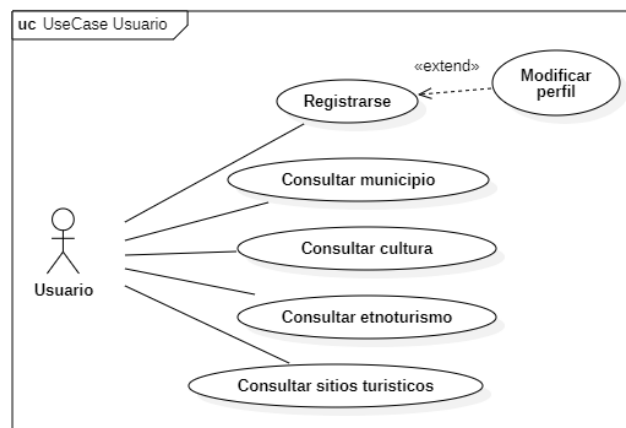 uc UseCase Usuario
«extend»
Modificar
perfil
Registrarse
Consultar municipio
Consultar cultura
Usuario
Consultar etnoturismo
Consultar sitios turisticos